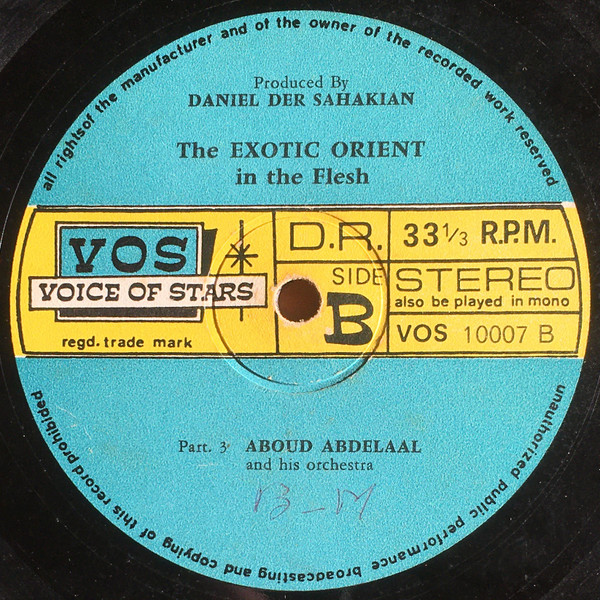 all rights of the manufacturer and of the owner of the recorded work reserved
Produced By
DANIEL DER SAHAKIAN
The EXOTIC ORIENT
in the Flesh
VOS
VOICE OF STARS
regd. trade mark
D.R.
33 1/3 R.P.M.
SIDE
B
STEREO
also be played in mono
VOS 10007 B
Part. 3 ABOUD ABDELAAL
and his orchestra
unauthorized public performance broadcasting and copying of this record prohibited